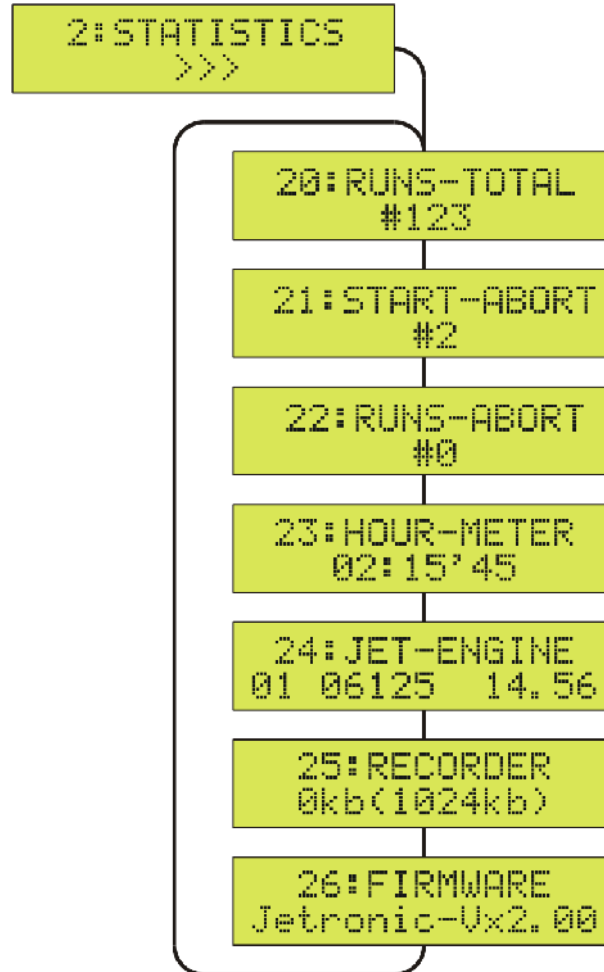 2:STATISTICS
>>>
20:RUNS-TOTAL
#123
21:START-ABORT
#2
22:RUNS-ABORT
#0
23:HOUR-METER
02:15'45
24:JET-ENGINE
01 06125 14.56
25:RECORDER
0kb(1024kb)
26:FIRMWARE
Jetronic-Vx2.00